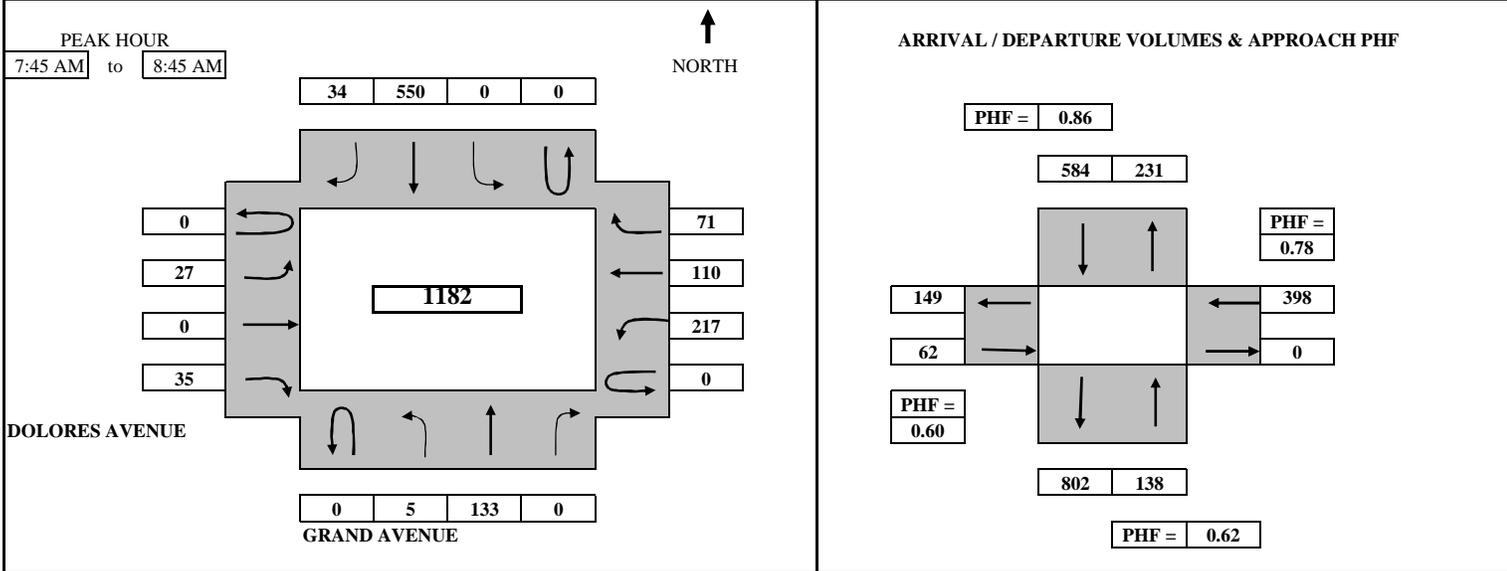 PEAK HOUR
7:45 AM to 8:45 AM
NORTH
34 550 0 0
0 71
27 110
1182
0 217
35 0
DOLORES AVENUE
0 5 133 0
GRAND AVENUE
ARRIVAL / DEPARTURE VOLUMES & APPROACH PHF
PHF = 0.86
584 231
PHF =
0.78
149 398
62 0
PHF =
0.60
802 138
PHF = 0.62